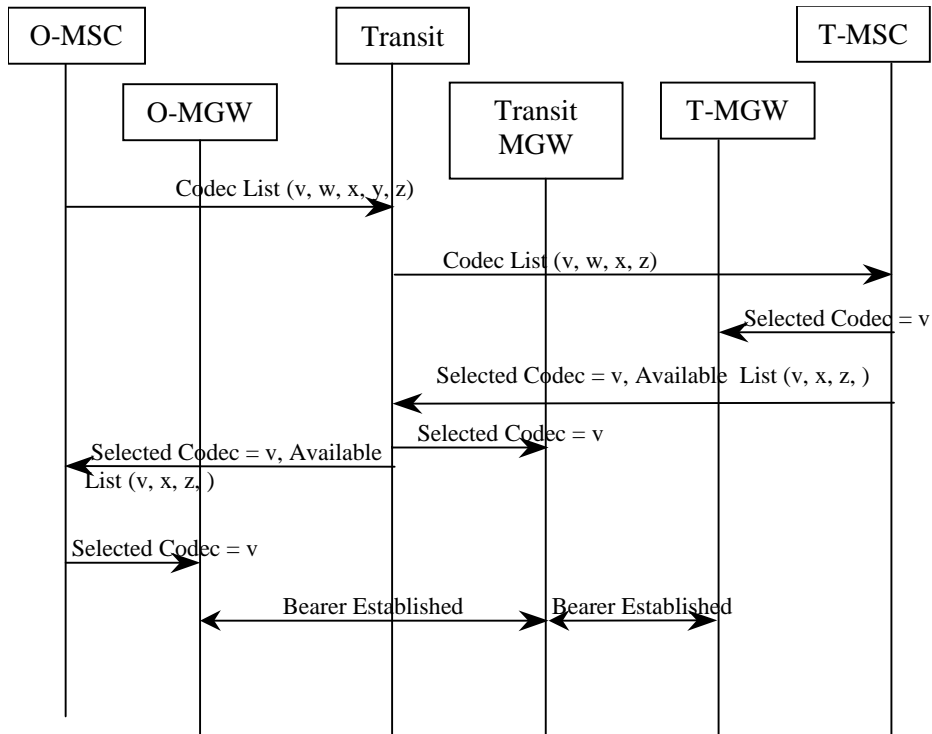 O-MSC
Transit
T-MSC
O-MGW
Transit
MGW
T-MGW
Codec List (v, w, x, y, z)
Codec List (v, w, x, z)
Selected Codec = v
Selected Codec = v, Available List (v, x, z, )
Selected Codec = v
Selected Codec = v, Available
List (v, x, z, )
Selected Codec = v
Bearer Established
Bearer Established